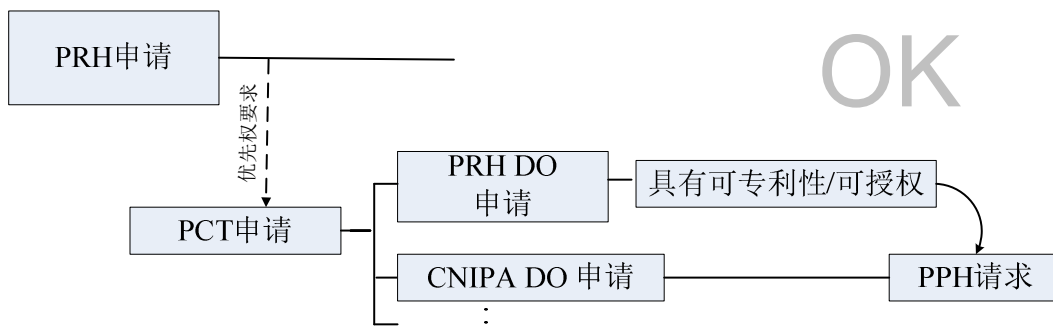 PRH申请
OK
优先权要求
PRH DO
申请
具有可专利性/可授权
PCT申请
CNIPA DO 申请
PPH请求